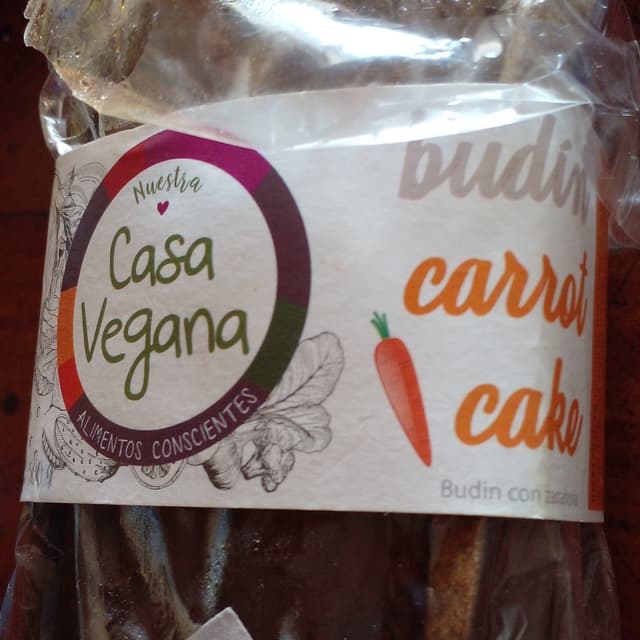 Nuestra
Casa
Vegana
ALIMENTOS CONSCIENTES
budin
carrot
cake
Budin con